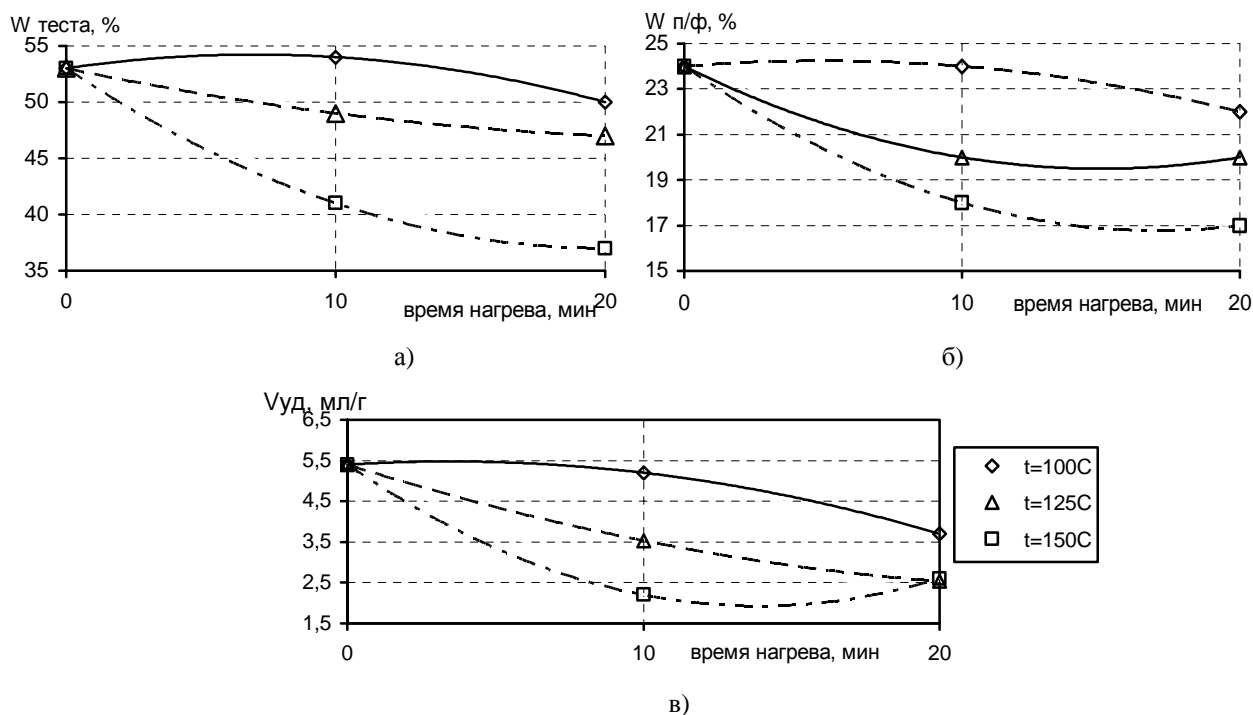 W теста, %
55
50
45
40
35
0
10
20
время нагрева, мин
а)
W п/ф, %
25
23
21
19
17
15
0
10
20
время нагрева, мин
б)
Vуд, мл/г
6,5
5,5
4,5
3,5
2,5
1,5
0
10
20
время нагрева, мин
t=100C
t=125C
t=150C
в)